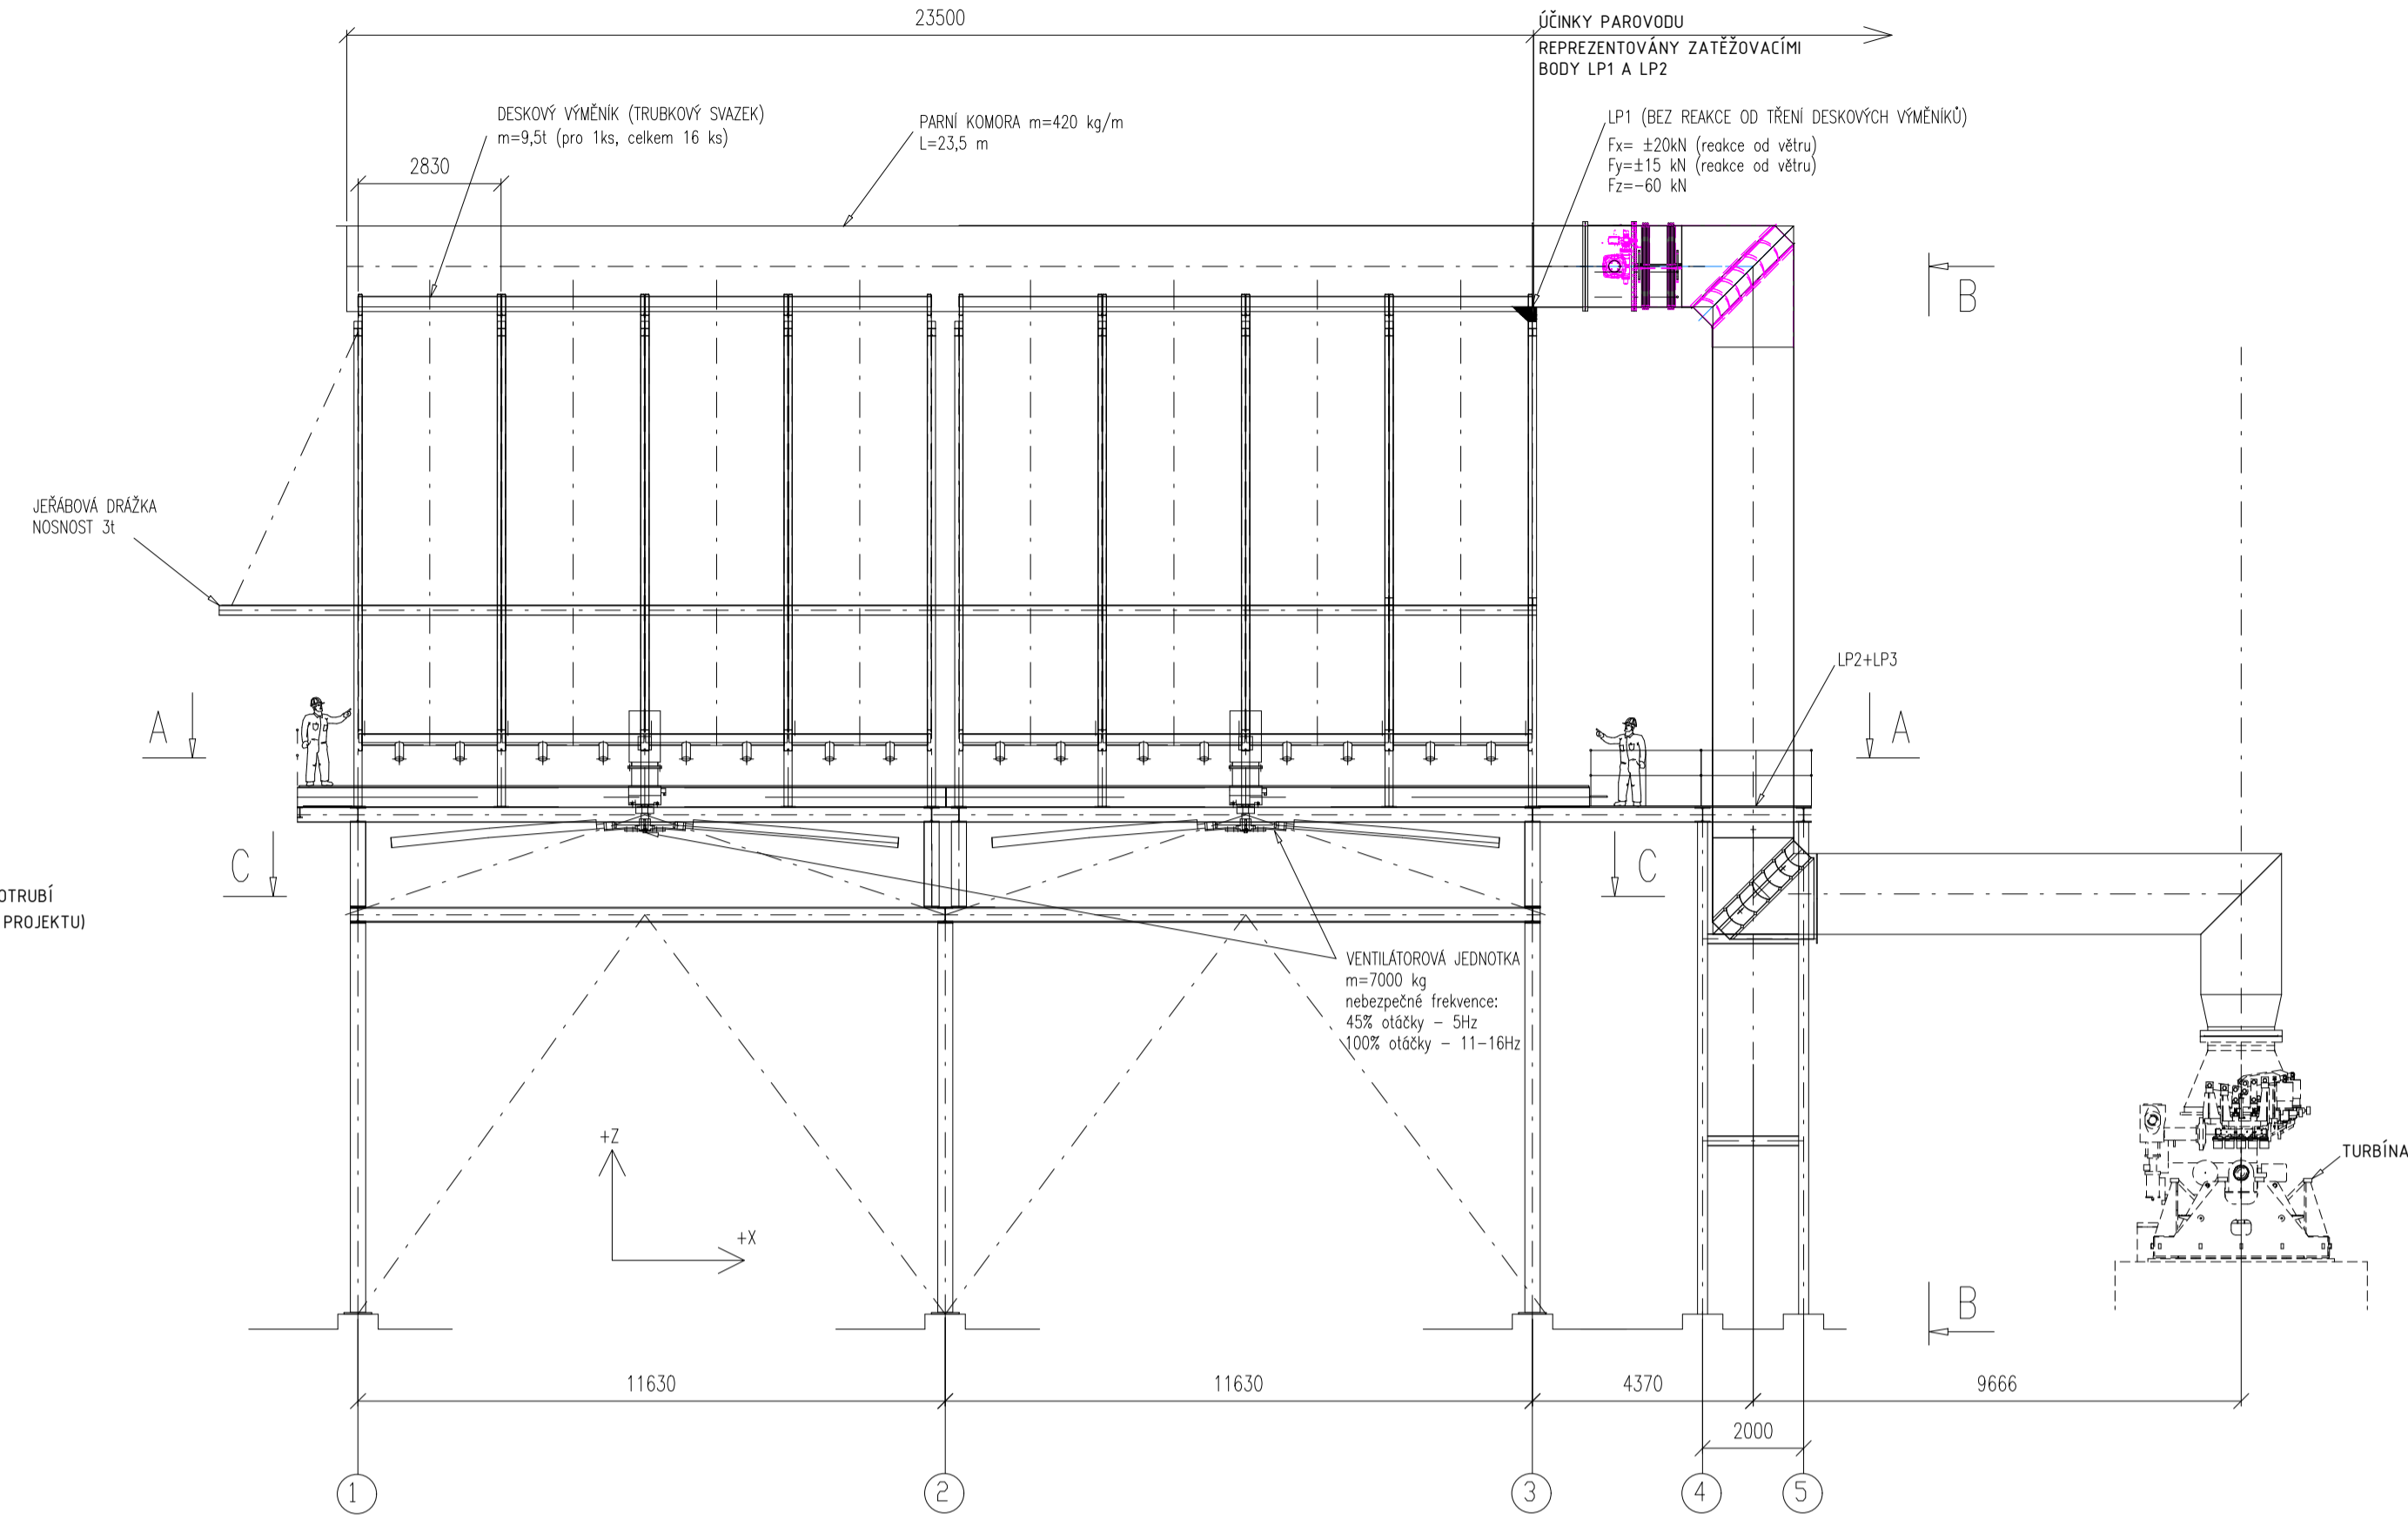 23500
ÚČINKY PAROVODU
REPREZENTOVÁNY ZATĚŽOVACÍMI
BODY LP1 A LP2
DESKOVÝ VÝMĚNÍK (TRUBKOVÝ SVAZEK)
m=9,5t (pro 1ks, celkem 16 ks)
PARNÍ KOMORA m=420 kg/m
L=23,5 m
LP1 (BEZ REAKCE OD TŘENÍ DESKOVÝCH VÝMĚNÍKŮ)
Fx= ±20kN (reakce od větru)
Fy=±15 kN (reakce od větru)
Fz=-60 kN
2830
B
JEŘÁBOVÁ DRÁŽKA
NOSNOST 3t
LP2+LP3
A
A
C
C
OTRUBÍ
PROJEKTU)
VENTILÁTOROVÁ JEDNOTKA
m=7000 kg
nebezpečné frekvence:
45% otáčky - 5Hz
100% otáčky - 11-16Hz
+Z
+X
TURBÍNA
B
11630
11630
4370
9666
2000
1
2
3
4
5